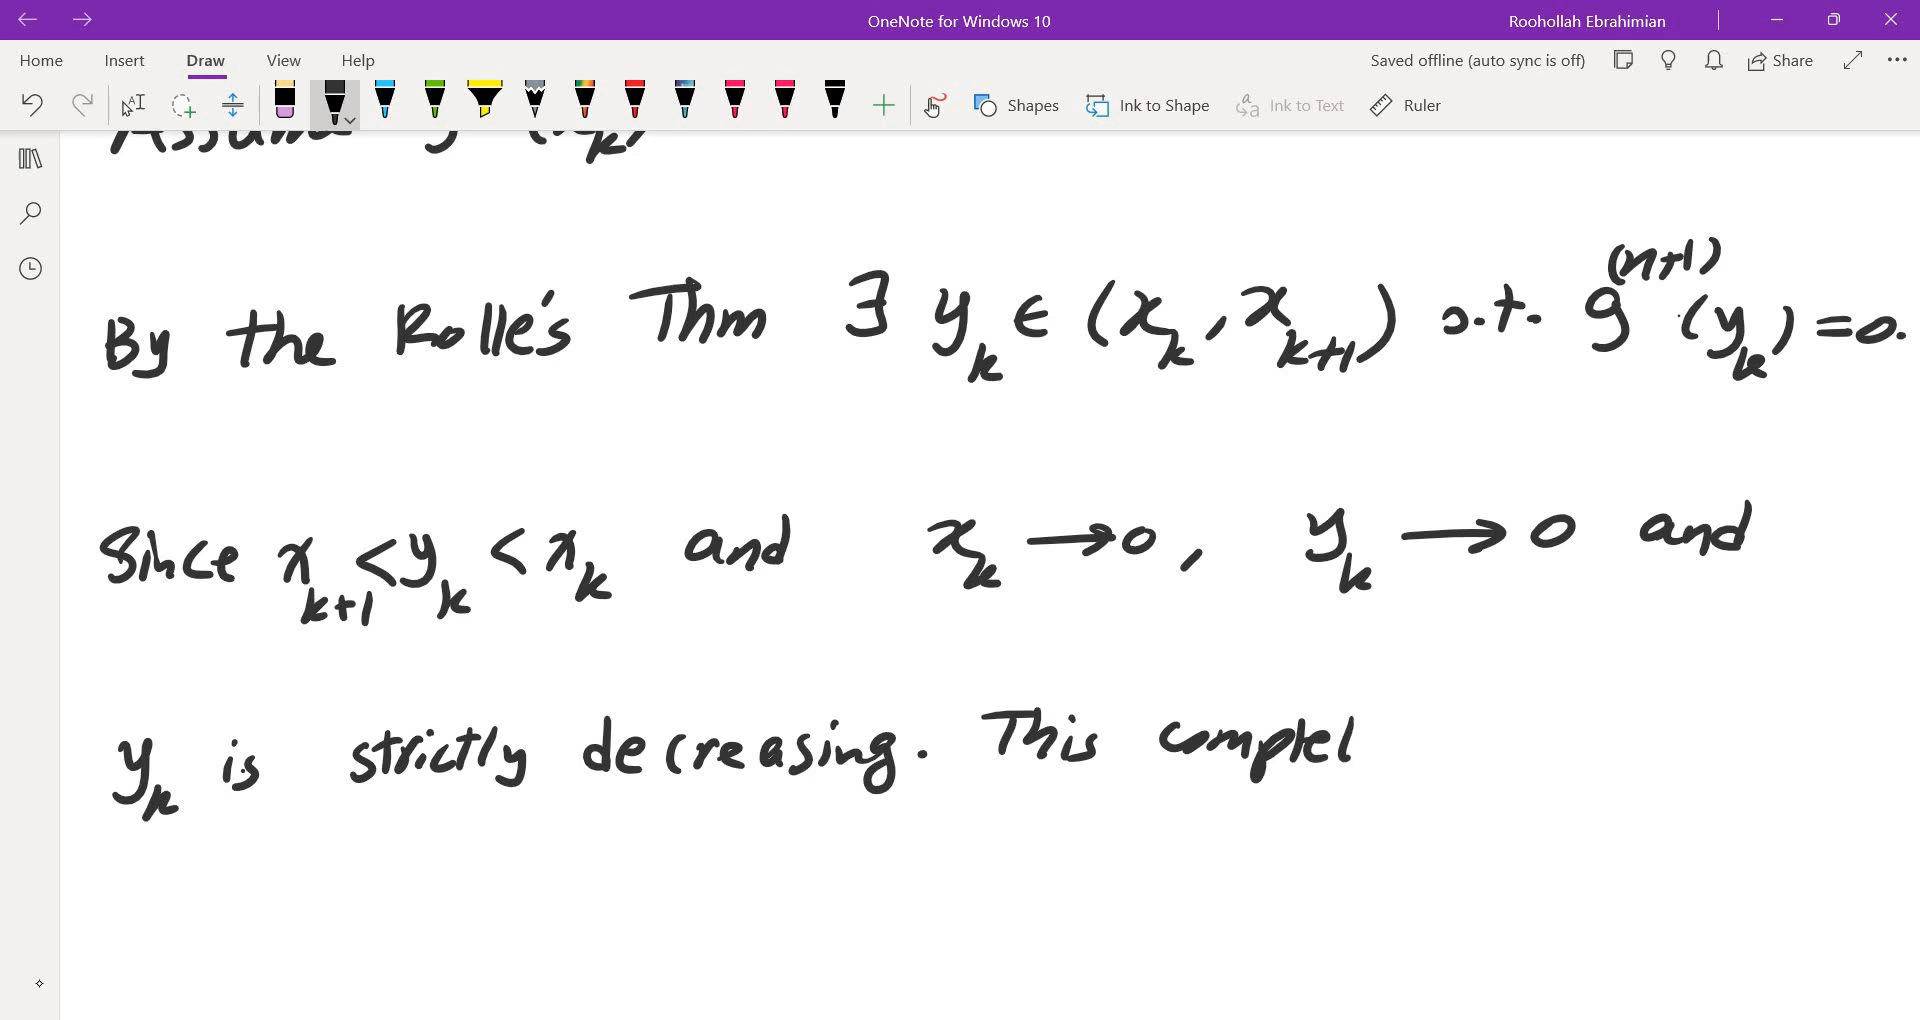 OneNote for Windows 10
Roohollah Ebrahimian
Home Insert Draw View Help
Saved offline (auto sync is off) Share
Shapes Ink to Shape Ink to Text Ruler
Assume
By the Rolle's Thm ∃ y_k ∈ (x_k, x_{k+1}) s.t. g^{(n+1)}(y_k) = 0.
Since x_{k+1} < y_k < x_k and x_k → 0, y_k → 0 and
y_k is strictly decreasing. This complet